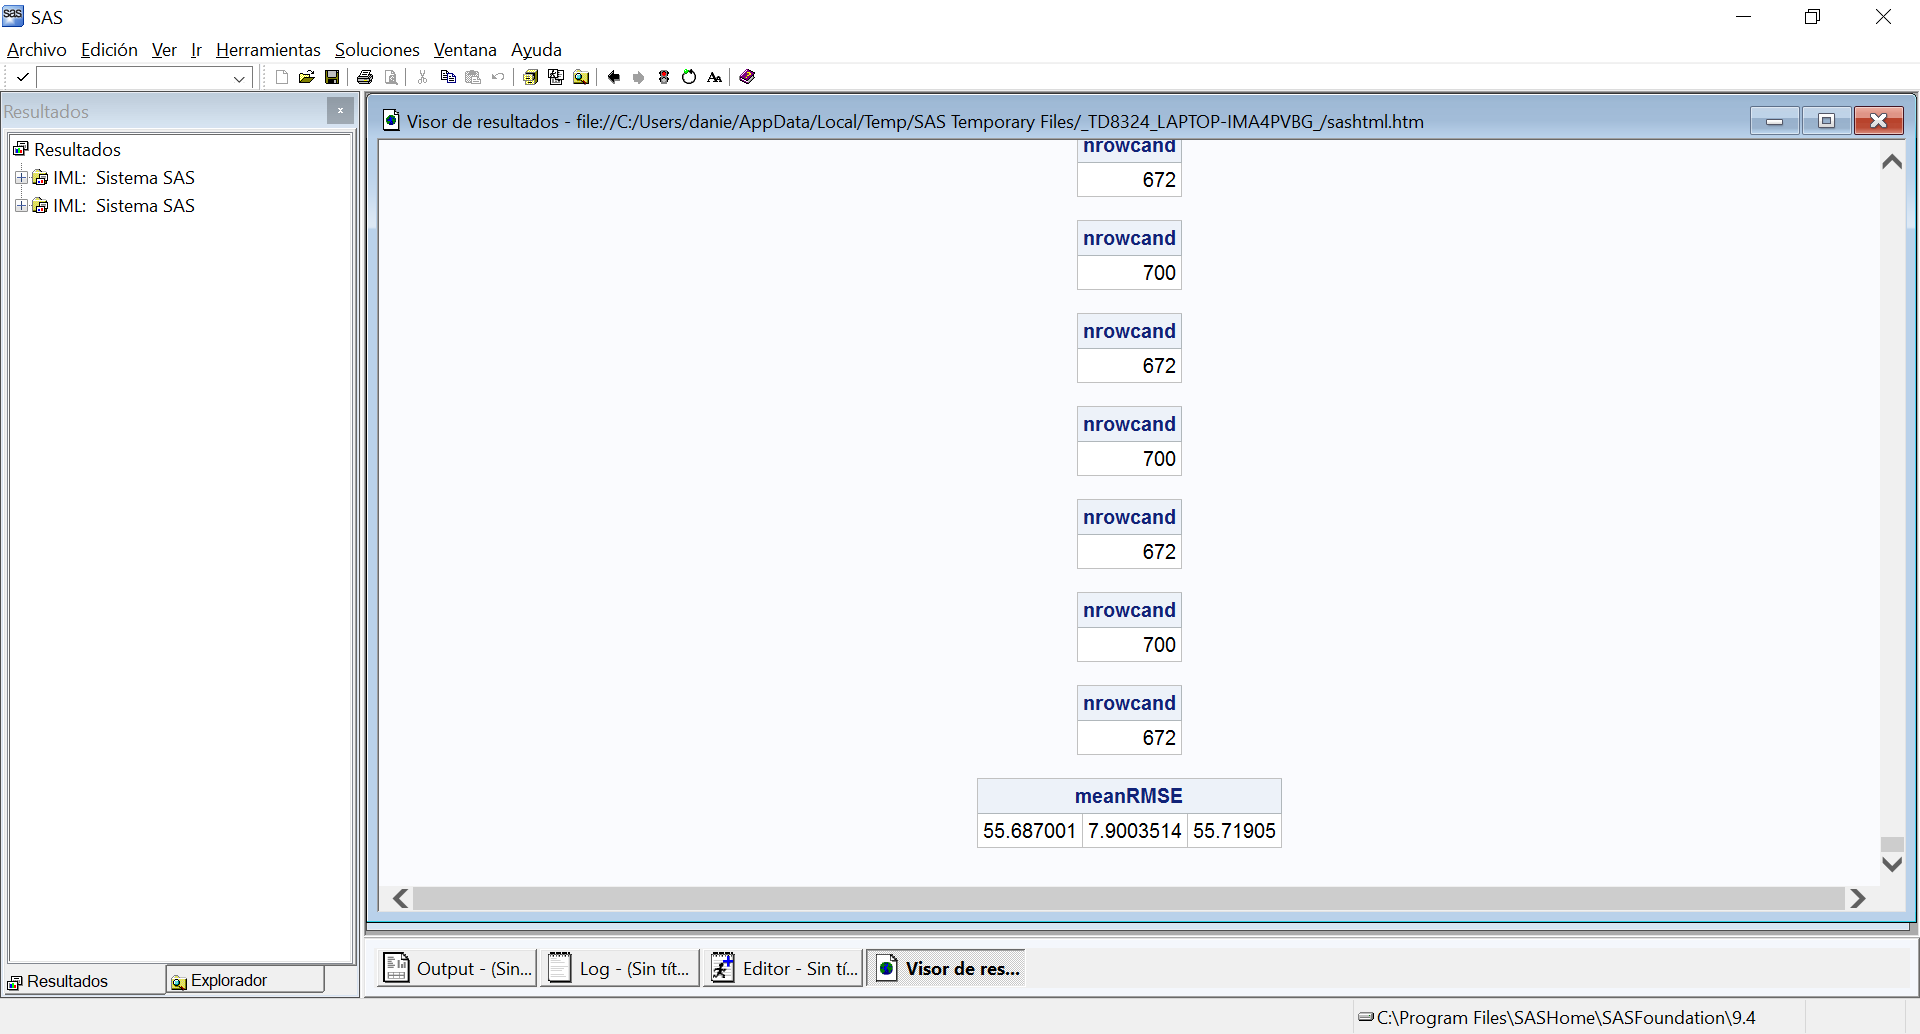 SAS
Archivo Edición Ver Ir Herramientas Soluciones Ventana Ayuda
Resultados
Resultados
IML: Sistema SAS
IML: Sistema SAS
Visor de resultados - file://C:/Users/danie/AppData/Local/Temp/SAS Temporary Files/_TD8324_LAPTOP-IMA4PVBG_/sashtml.htm
nrowcand
672
nrowcand
700
nrowcand
672
nrowcand
700
nrowcand
672
nrowcand
700
nrowcand
672
meanRMSE
55.687001 7.9003514 55.71905
Resultados Explorador
Output - (Sin... Log - (Sin tít... Editor - Sin tí... Visor de res...
C:\Program Files\SASHome\SASFoundation\9.4